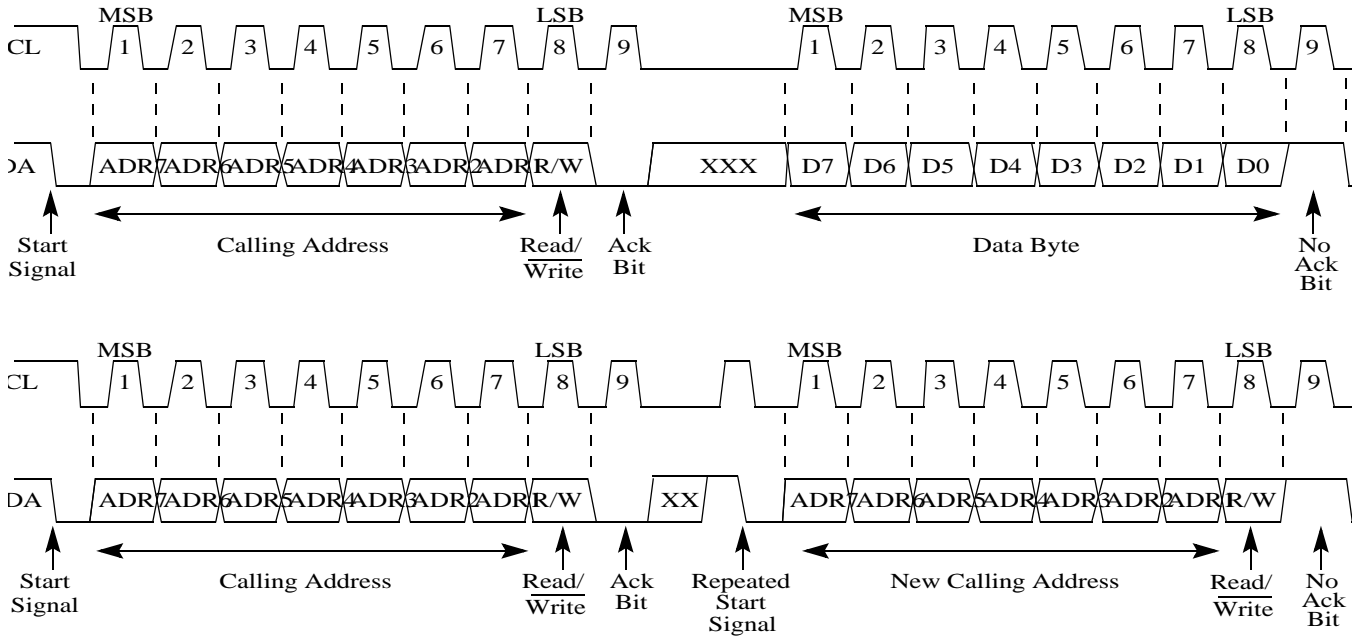 MSB LSB MSB LSB
CL 1 2 3 4 5 6 7 8 9 1 2 3 4 5 6 7 8 9
DA ADR7 ADR6 ADR5 ADR4 ADR3 ADR2 ADR1 R/W XXX D7 D6 D5 D4 D3 D2 D1 D0
Start Calling Address Read/ Ack Data Byte No
Signal Write Bit Ack
Bit
MSB LSB MSB LSB
CL 1 2 3 4 5 6 7 8 9 1 2 3 4 5 6 7 8 9
DA ADR7 ADR6 ADR5 ADR4 ADR3 ADR2 ADR1 R/W XX ADR7 ADR6 ADR5 ADR4 ADR3 ADR2 ADR1 R/W
Start Calling Address Read/ Ack Repeated New Calling Address Read/ No
Signal Write Bit Start Write Ack
Signal Bit